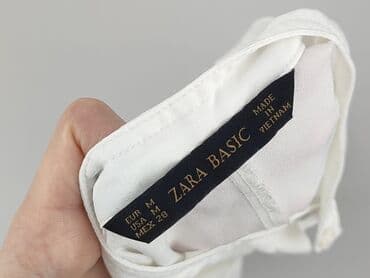 EUR M
USA M
MEX 28
ZARA BASIC
MADE
IN
VIETNAM